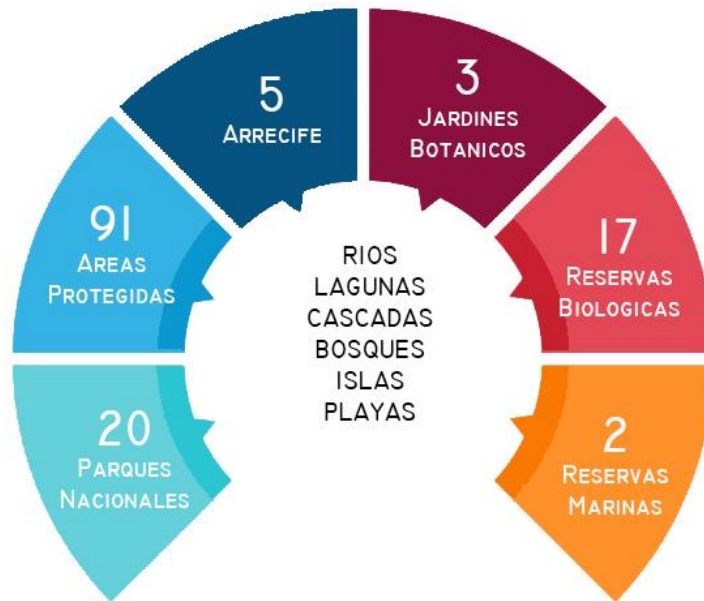 5
ARRECIFE
3
JARDINES
BOTANICOS
91
AREAS
PROTEGIDAS
17
RESERVAS
BIOLOGICAS
20
PARQUES
NACIONALES
2
RESERVAS
MARINAS
RIOS
LAGUNAS
CASCADAS
BOSQUES
ISLAS
PLAYAS